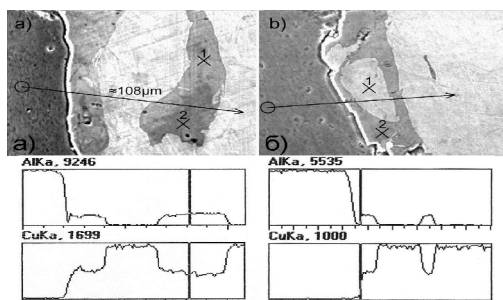 a)
1
≈108μm
2
a)
AlKa, 9246
CuKa, 1699
b)
1
2
б)
AlKa, 5535
CuKa, 1000